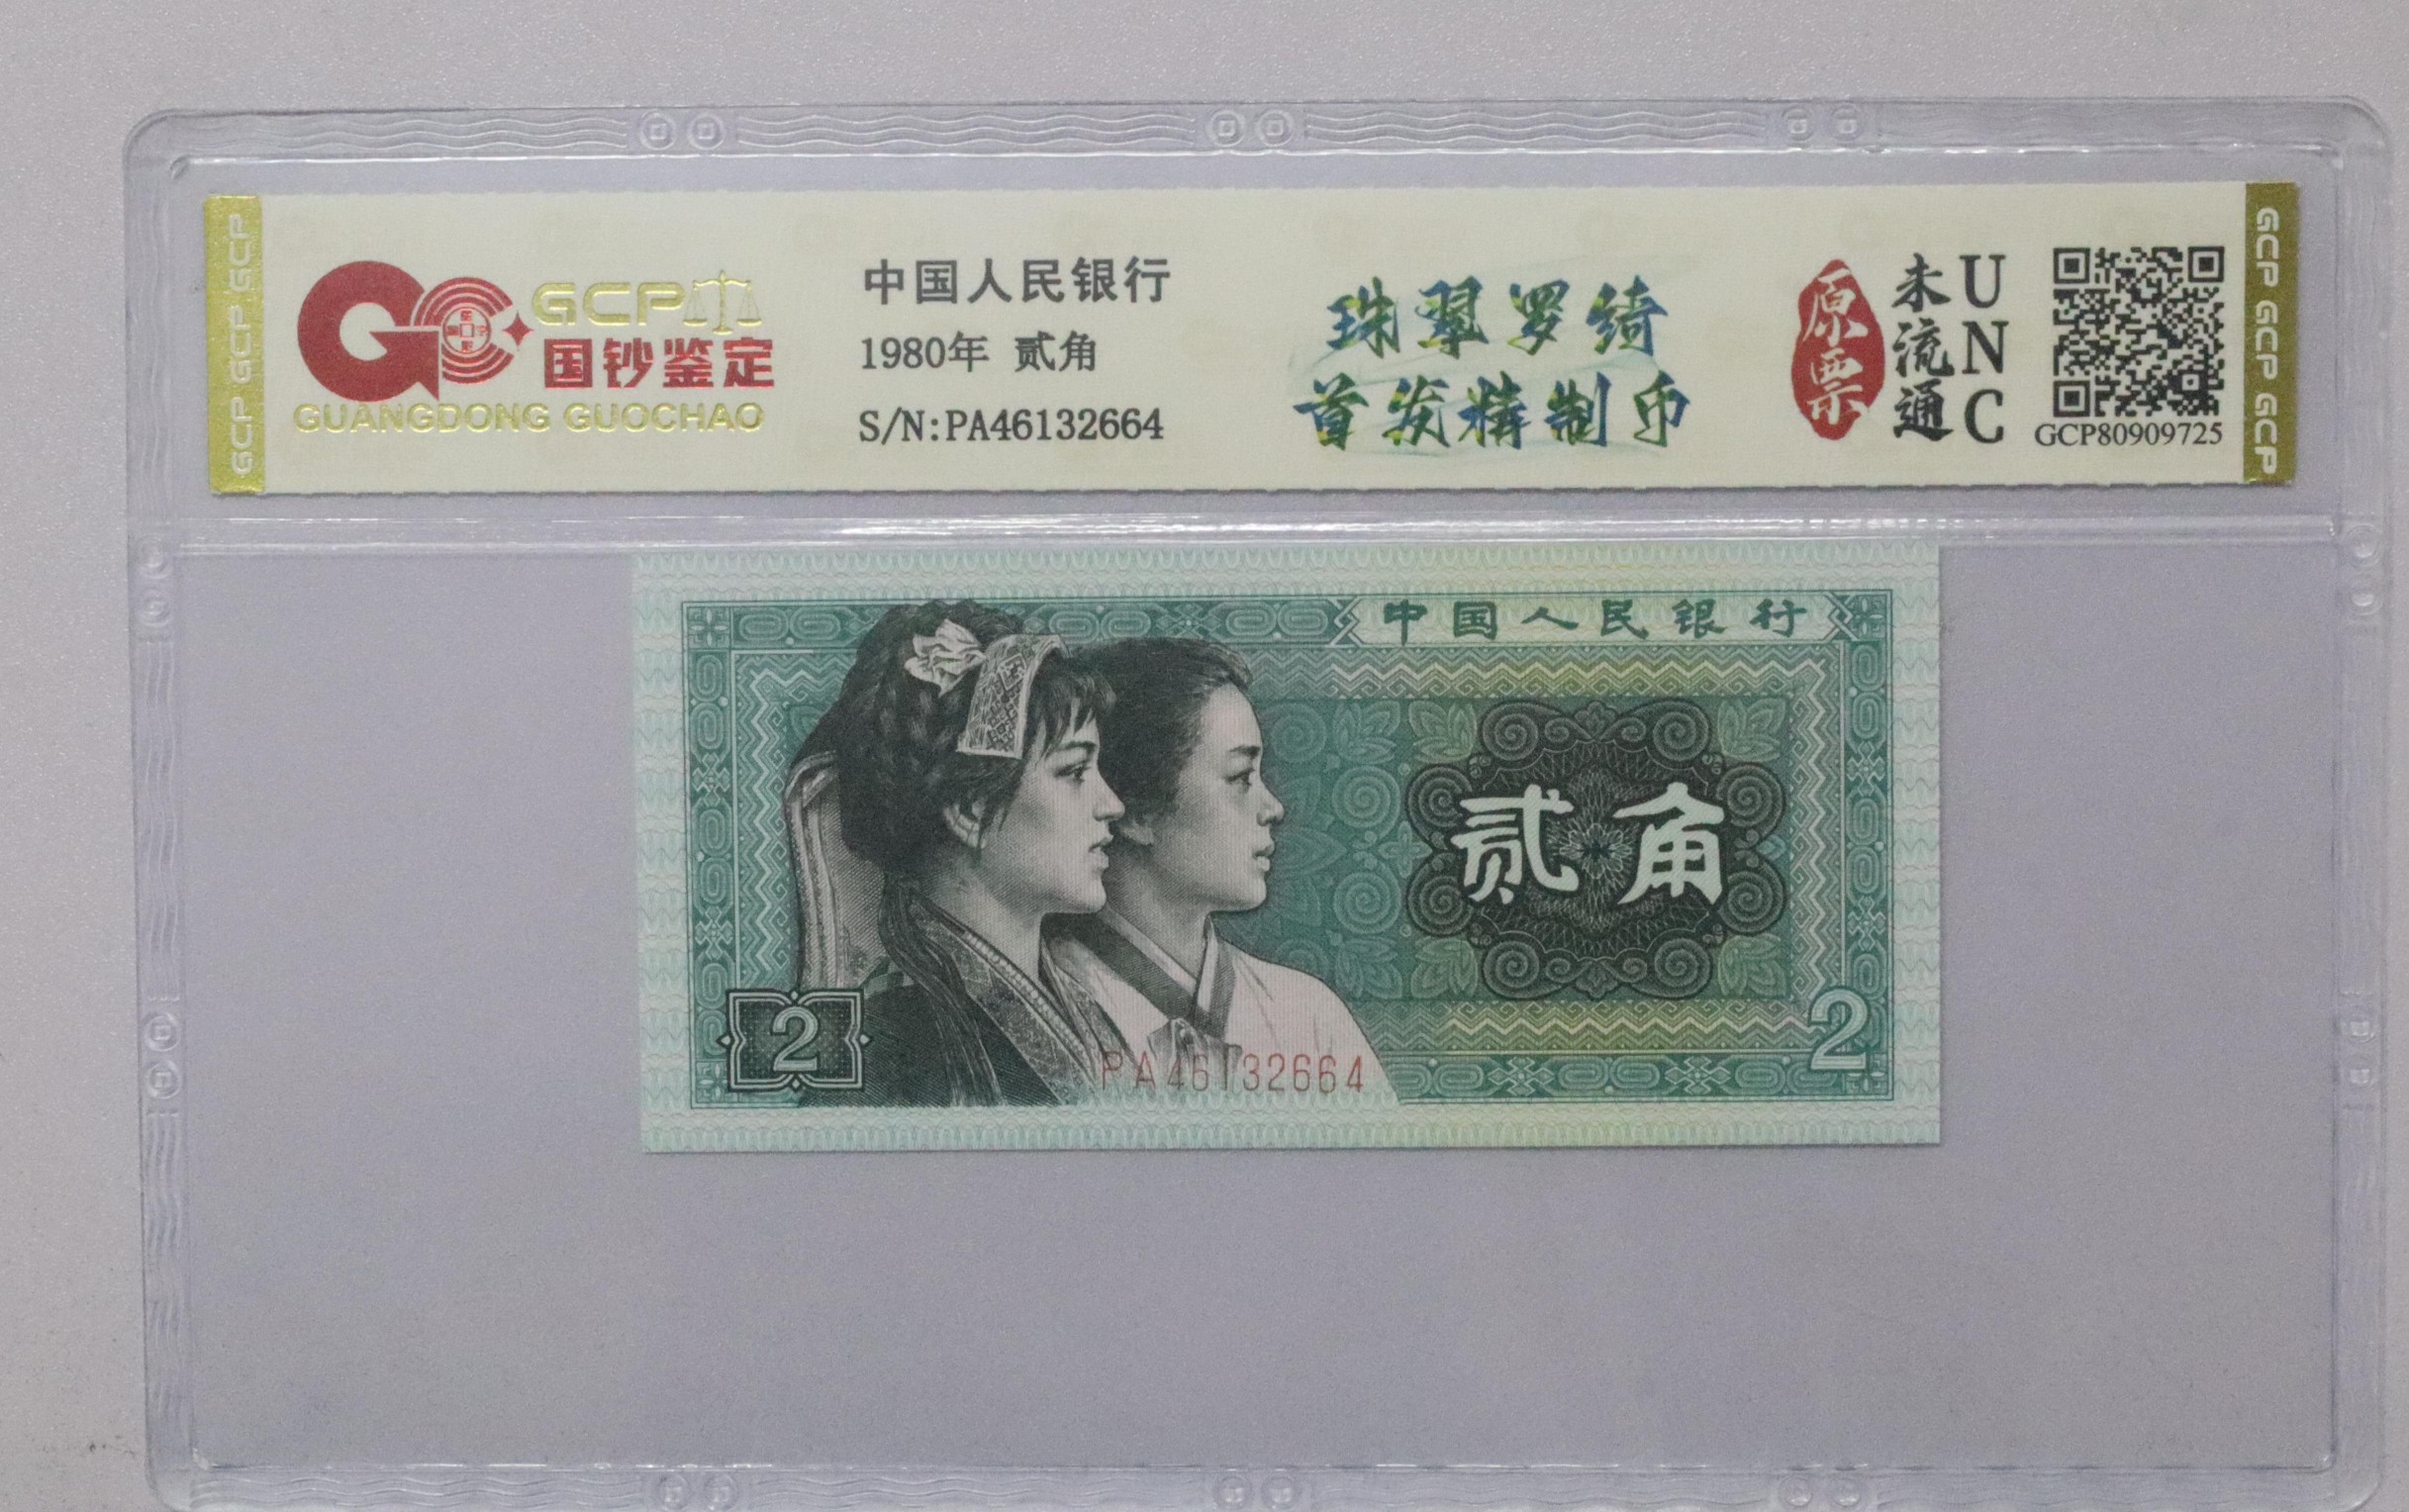 GCP GCP GCP
GCP
国钞鉴定
GUANGDONG GUOCHAO
中国人民银行
1980年 贰角
S/N:PA46132664
珠翠罗绮
首发精制币
原票
未流通
UNC
GCP80909725
GCP GCP GCP GCP
中国人民银行
贰角
2
PA46132664
2